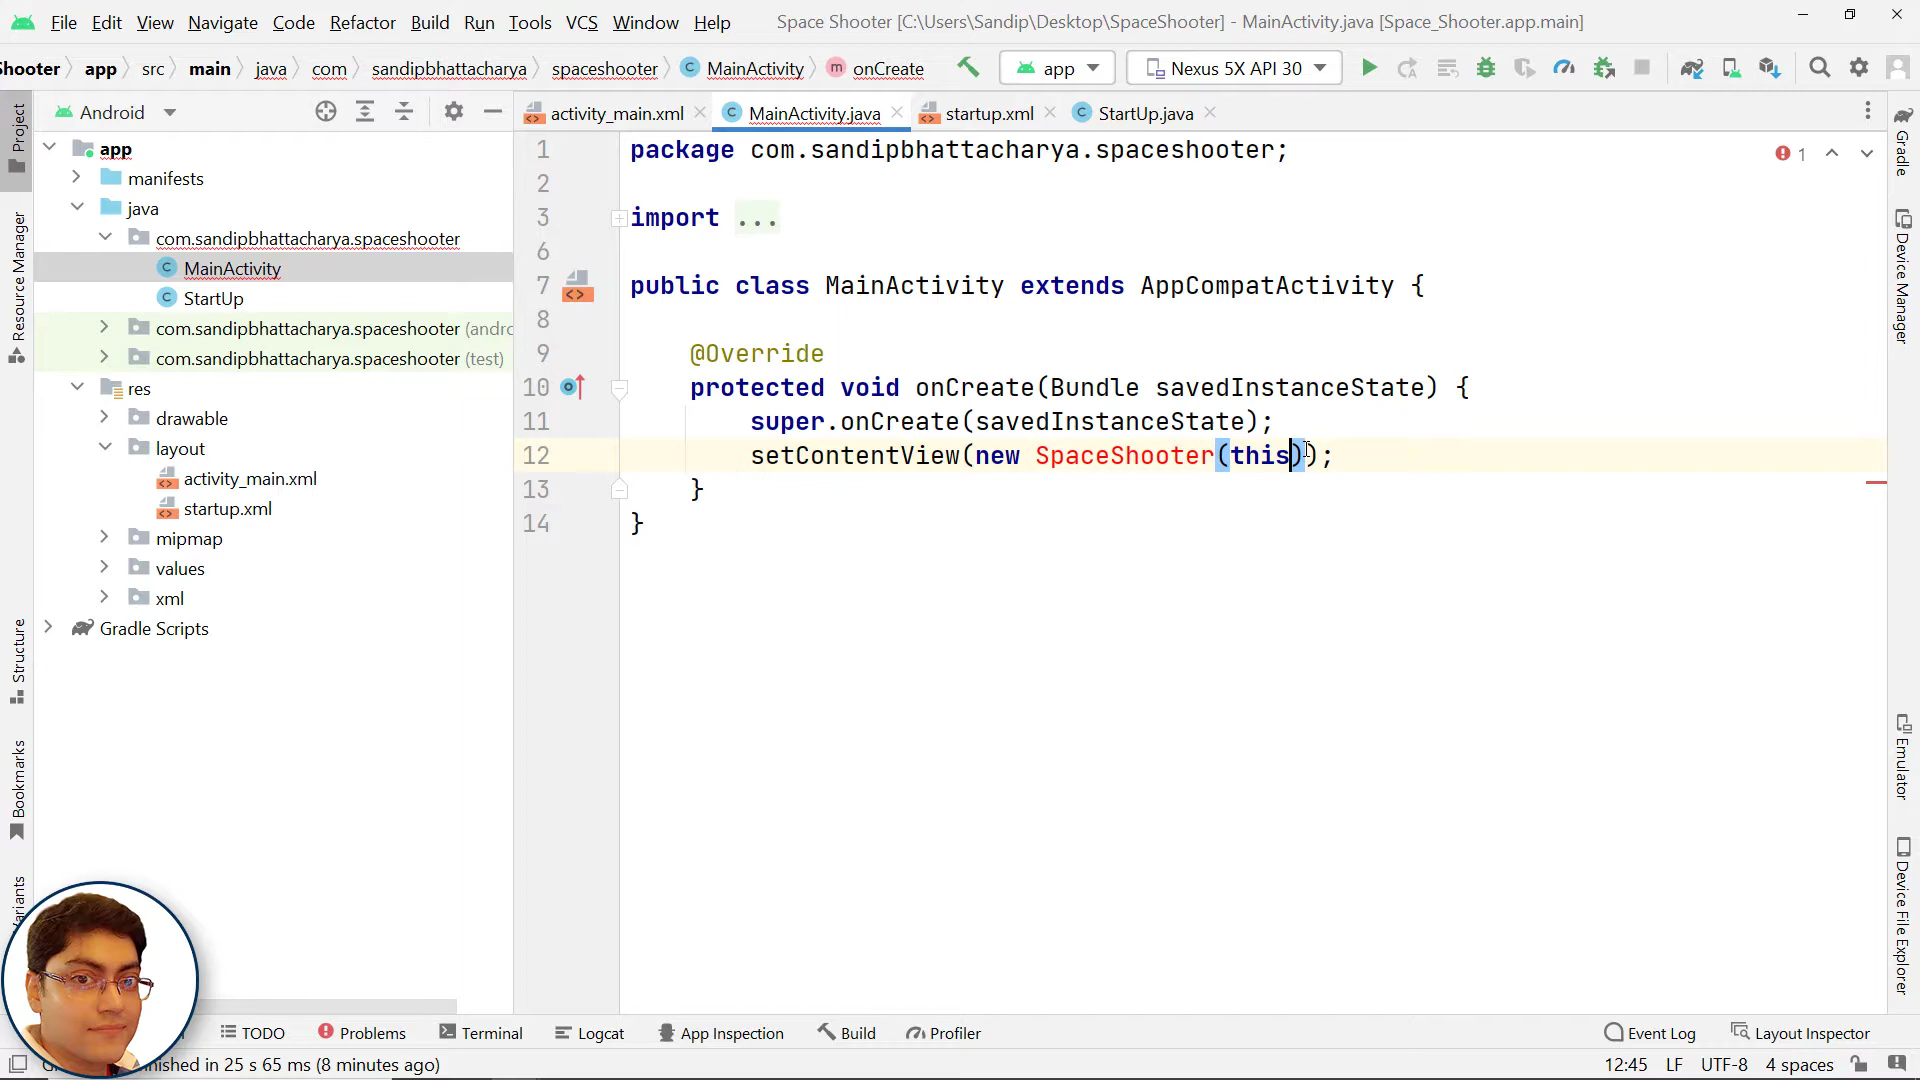 File Edit View Navigate Code Refactor Build Run Tools VCS Window Help Space Shooter [C:\Users\Sandip\Desktop\SpaceShooter] - MainActivity.java [Space_Shooter.app.main]
Shooter app src main java com sandipbhattacharya spaceshooter C MainActivity m onCreate app Nexus 5X API 30
Android
activity_main.xml C MainActivity.java startup.xml C StartUp.java
Project
Resource Manager
Structure
Bookmarks
app
manifests
java
com.sandipbhattacharya.spaceshooter
C MainActivity
C StartUp
com.sandipbhattacharya.spaceshooter (andro
com.sandipbhattacharya.spaceshooter (test)
res
drawable
layout
activity_main.xml
startup.xml
mipmap
values
xml
Gradle Scripts
1 package com.sandipbhattacharya.spaceshooter;
2
3 import ...
6
7 public class MainActivity extends AppCompatActivity {
8
9 @Override
10 protected void onCreate(Bundle savedInstanceState) {
11 super.onCreate(savedInstanceState);
12 setContentView(new SpaceShooter(this));
13 }
14 }
1
Gradle
Device Manager
Emulator
Device File Explorer
TODO Problems Terminal Logcat App Inspection Build Profiler Event Log Layout Inspector
in 25 s 65 ms (8 minutes ago) 12:45 LF UTF-8 4 spaces